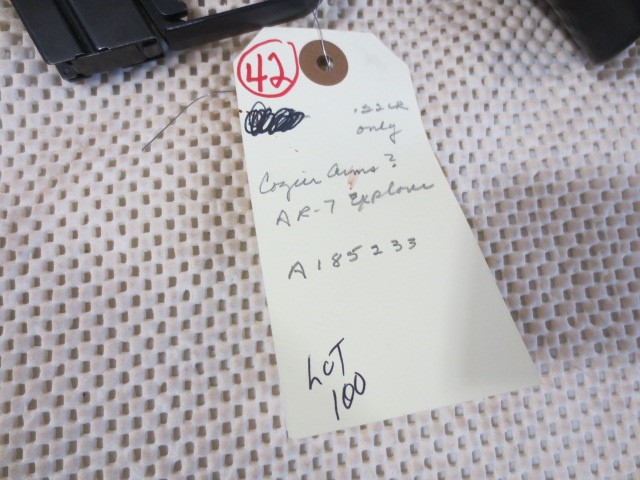 42
.22LR
only
Cozier Arms?
AR-7 Explorer
A185233
LOT
100